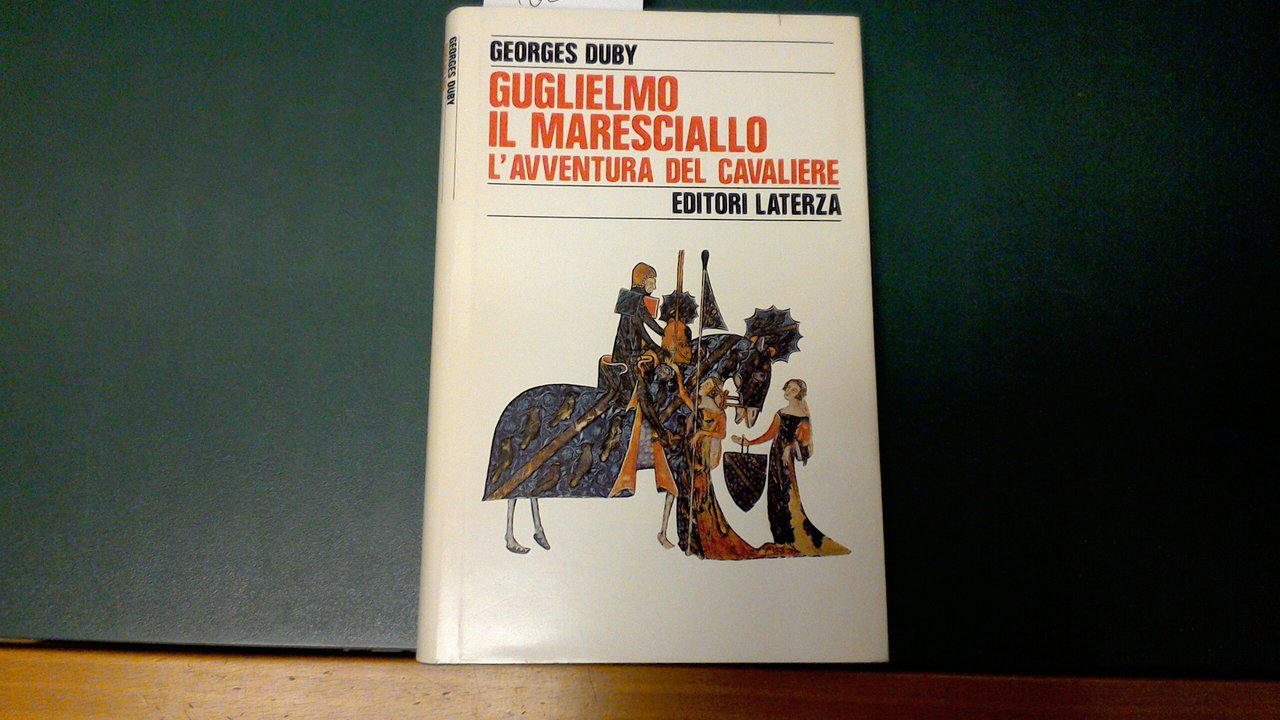 GEORGES DUBY
GUGLIELMO
IL MARESCIALLO
L'AVVENTURA DEL CAVALIERE
EDITORI LATERZA
GEORGES DUBY